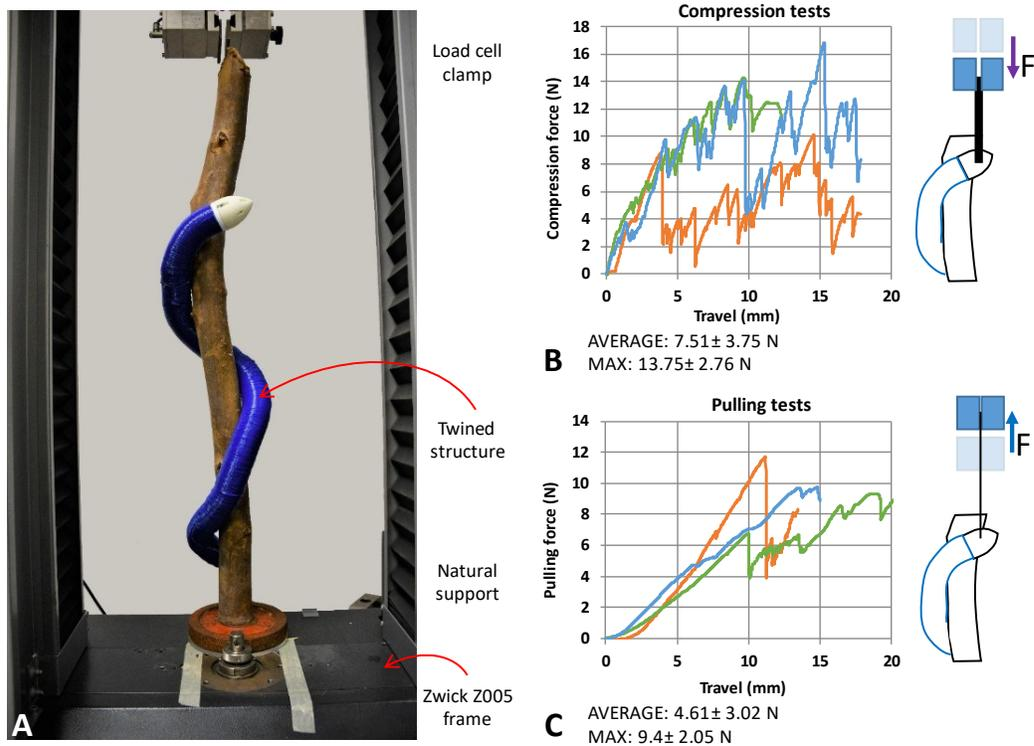 Load cell
clamp
Twined
structure
Natural
support
Zwick Z005
frame
A
Compression tests
Compression force (N)
18
16
14
12
10
8
6
4
2
0
0 5 10 15 20
Travel (mm)
F
B
AVERAGE: 7.51± 3.75 N
MAX: 13.75± 2.76 N
Pulling tests
Pulling force (N)
14
12
10
8
6
4
2
0
0 5 10 15 20
Travel (mm)
F
C
AVERAGE: 4.61± 3.02 N
MAX: 9.4± 2.05 N